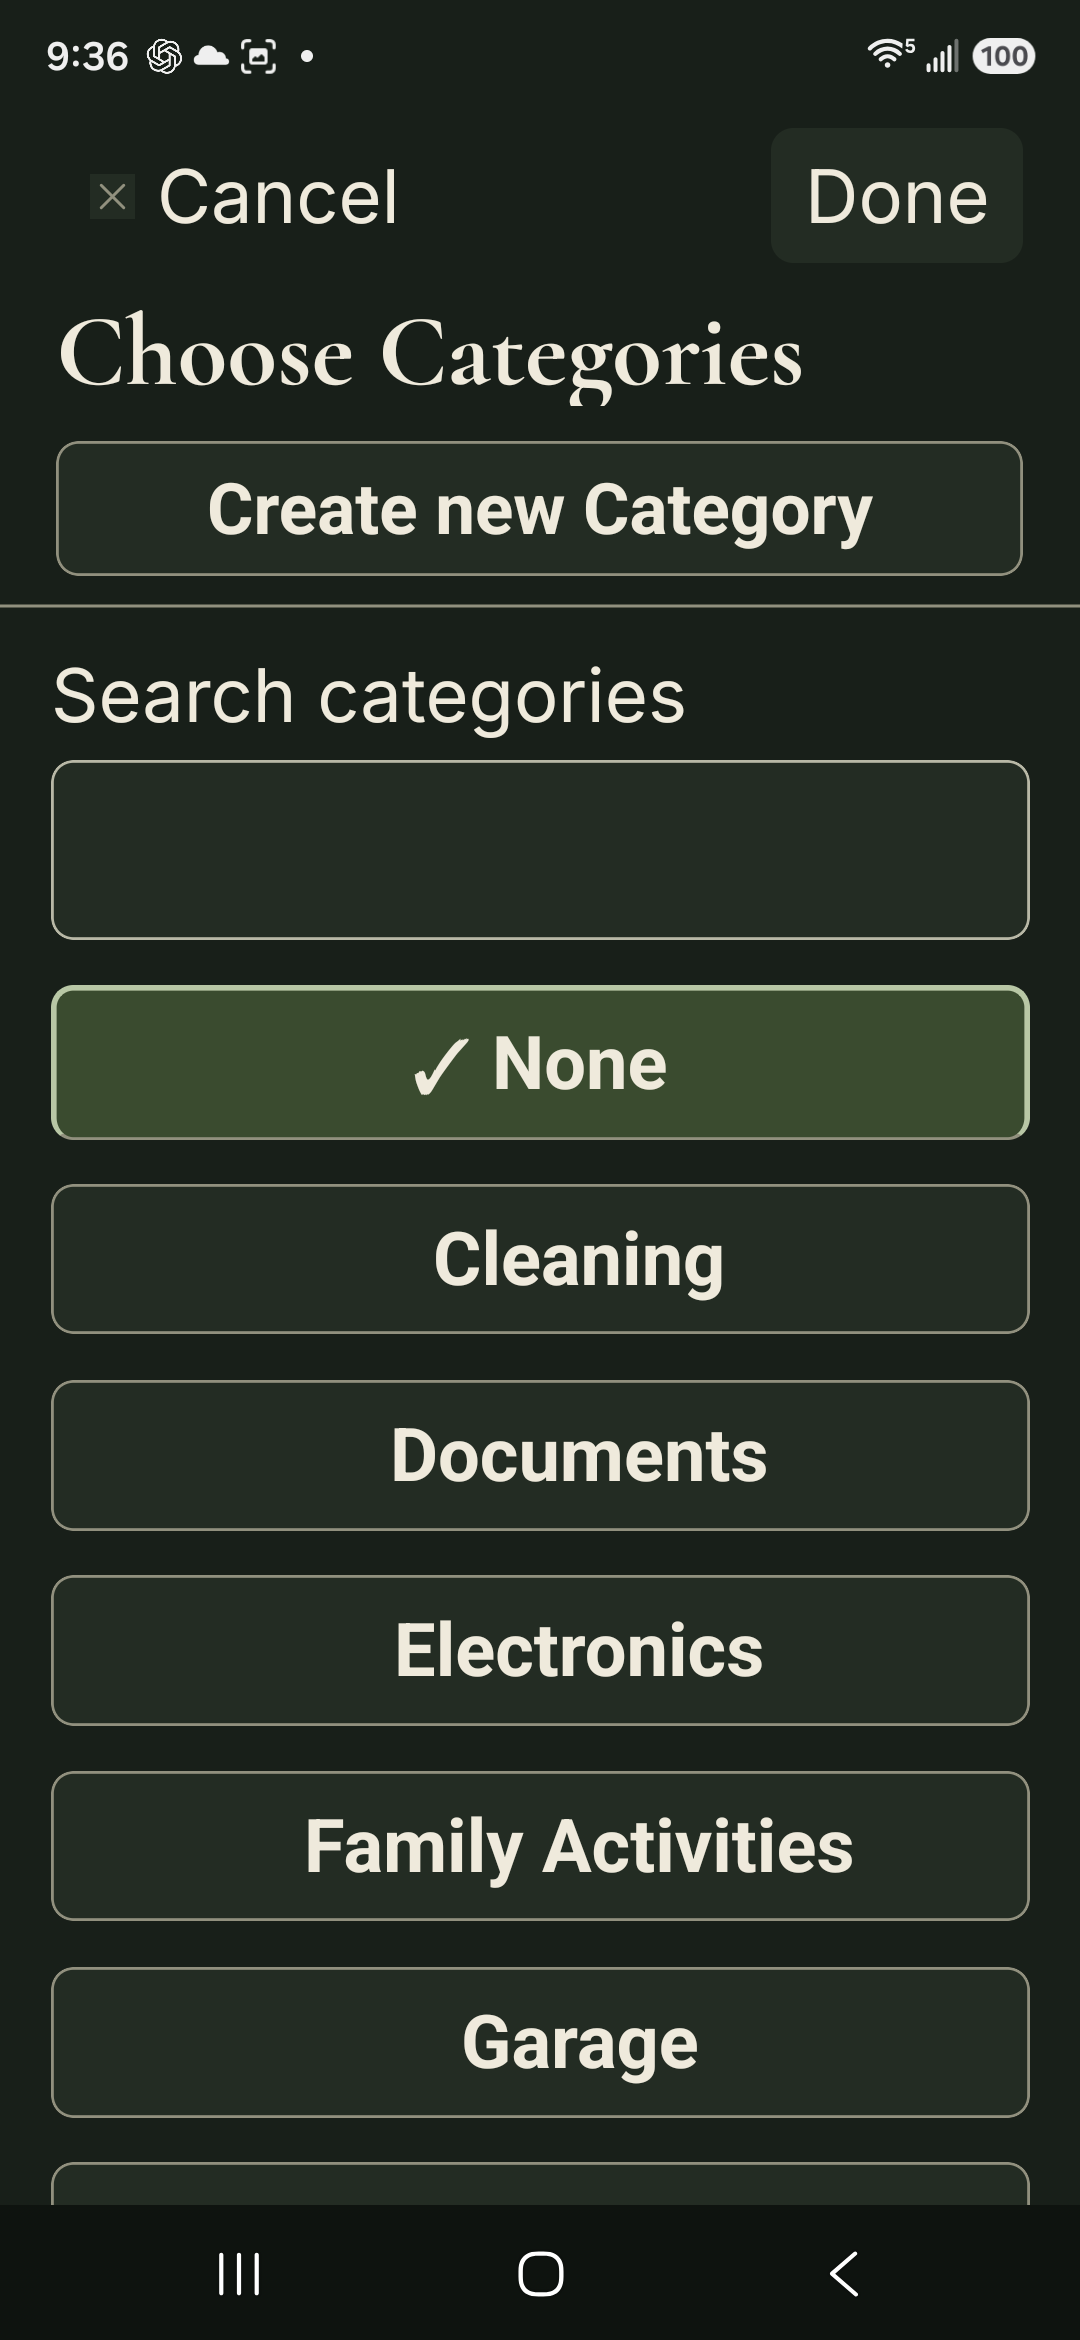 9:36
5
100
Cancel
Done
Choose Categories
Create new Category
Search categories
✓ None
Cleaning
Documents
Electronics
Family Activities
Garage